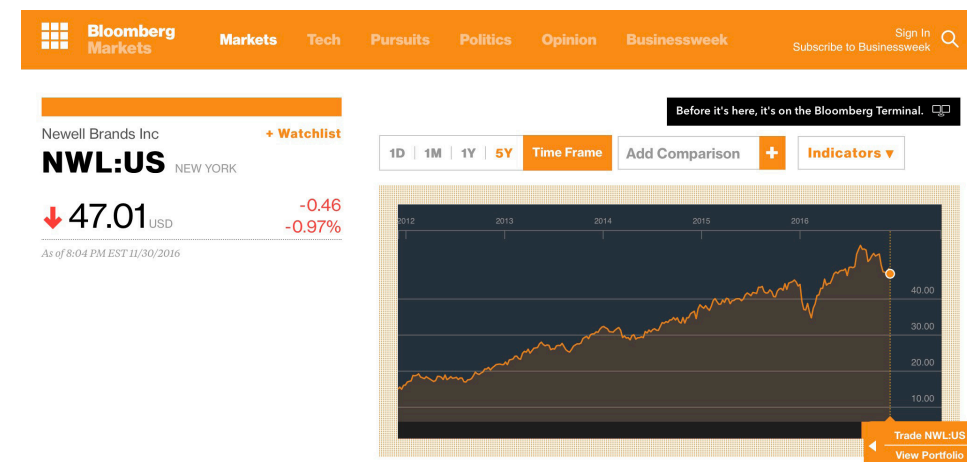 Bloomberg
Markets
Markets Tech Pursuits Politics Opinion Businessweek
Sign In
Subscribe to Businessweek
Before it's here, it's on the Bloomberg Terminal.
Newell Brands Inc + Watchlist
NWL:US NEW YORK
47.01 USD
-0.46
-0.97%
As of 8:04 PM EST 11/30/2016
1D 1M 1Y 5Y Time Frame Add Comparison + Indicators ▾
2012 2013 2014 2015 2016
40.00
30.00
20.00
10.00
Trade NWL:US
View Portfolio